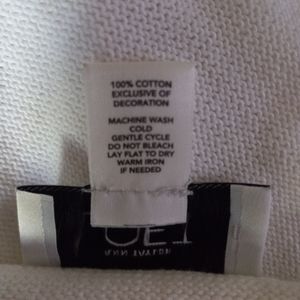 100% COTTON
EXCLUSIVE OF
DECORATION
MACHINE WASH
COLD
GENTLE CYCLE
DO NOT BLEACH
LAY FLAT TO DRY
WARM IRON
IF NEEDED